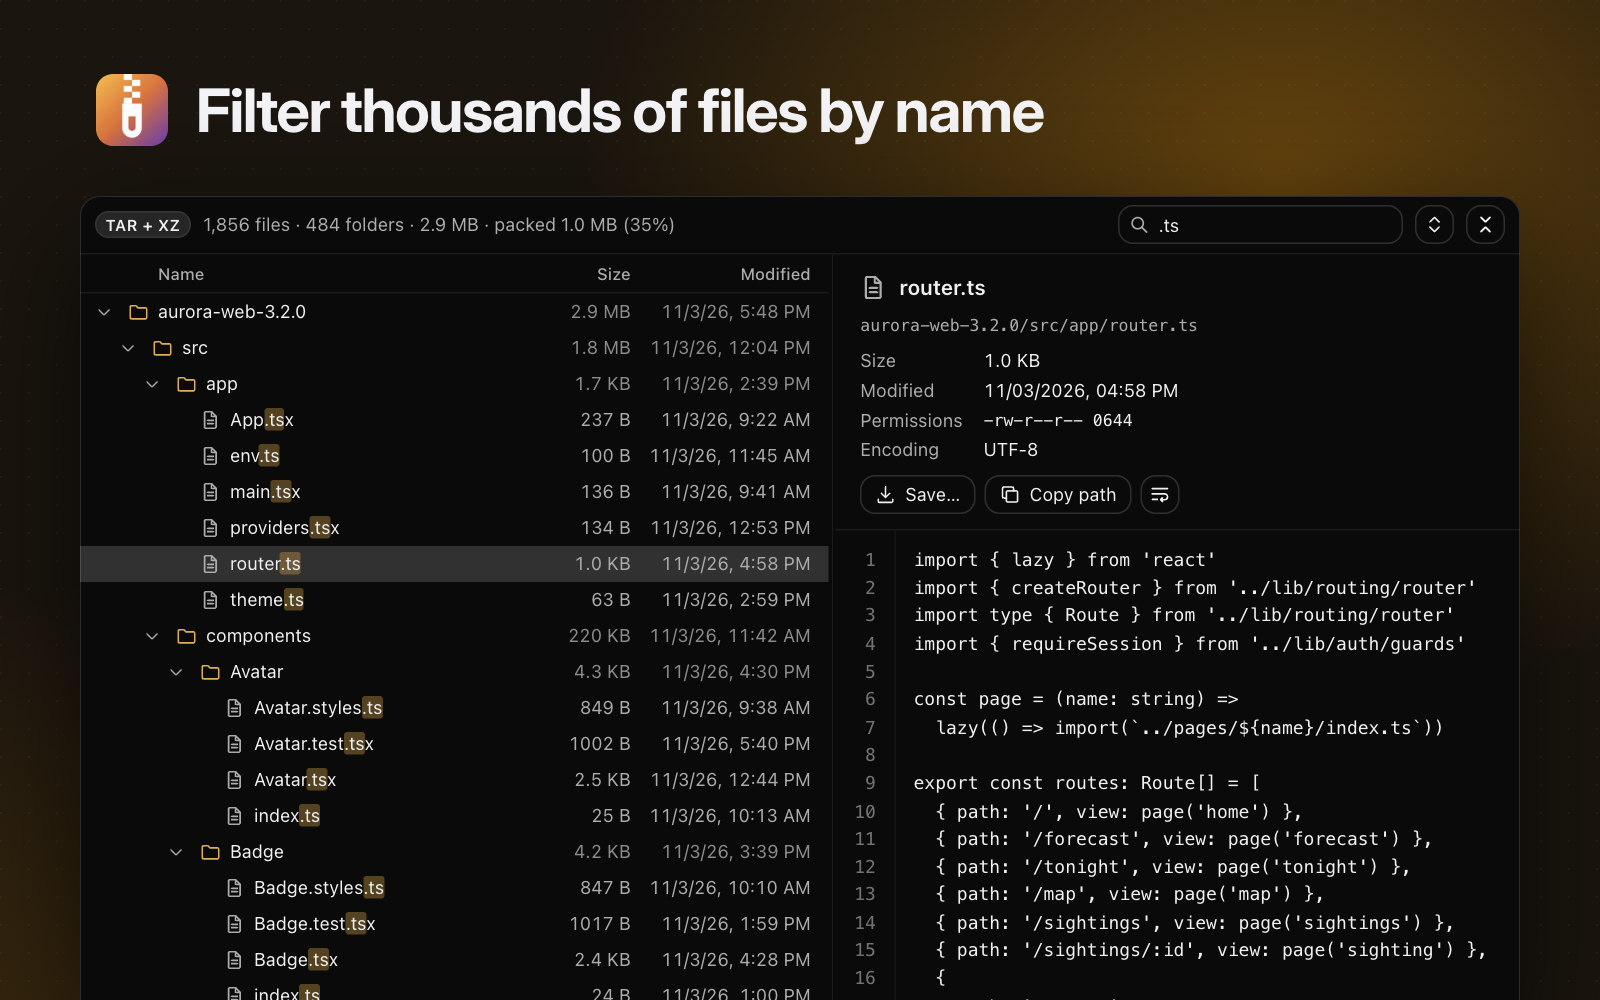 Filter thousands of files by name
TAR + XZ 1,856 files · 484 folders · 2.9 MB · packed 1.0 MB (35%) .ts
Name Size Modified
aurora-web-3.2.0 2.9 MB 11/3/26, 5:48 PM
src 1.8 MB 11/3/26, 12:04 PM
app 1.7 KB 11/3/26, 2:39 PM
App.tsx 237 B 11/3/26, 9:22 AM
env.ts 100 B 11/3/26, 11:45 AM
main.tsx 136 B 11/3/26, 9:41 AM
providers.tsx 134 B 11/3/26, 12:53 PM
router.ts 1.0 KB 11/3/26, 4:58 PM
theme.ts 63 B 11/3/26, 2:59 PM
components 220 KB 11/3/26, 11:42 AM
Avatar 4.3 KB 11/3/26, 4:30 PM
Avatar.styles.ts 849 B 11/3/26, 9:38 AM
Avatar.test.tsx 1002 B 11/3/26, 5:40 PM
Avatar.tsx 2.5 KB 11/3/26, 12:44 PM
index.ts 25 B 11/3/26, 10:13 AM
Badge 4.2 KB 11/3/26, 3:39 PM
Badge.styles.ts 847 B 11/3/26, 10:10 AM
Badge.test.tsx 1017 B 11/3/26, 1:59 PM
Badge.tsx 2.4 KB 11/3/26, 4:28 PM
index.ts 24 B 11/3/26, 1:00 PM
router.ts
aurora-web-3.2.0/src/app/router.ts
Size 1.0 KB
Modified 11/03/2026, 04:58 PM
Permissions -rw-r--r-- 0644
Encoding UTF-8
Save... Copy path
1 import { lazy } from 'react'
2 import { createRouter } from '../lib/routing/router'
3 import type { Route } from '../lib/routing/router'
4 import { requireSession } from '../lib/auth/guards'
5
6 const page = (name: string) =>
7   lazy(() => import(`../pages/${name}/index.ts`))
8
9 export const routes: Route[] = [
10   { path: '/', view: page('home') },
11   { path: '/forecast', view: page('forecast') },
12   { path: '/tonight', view: page('tonight') },
13   { path: '/map', view: page('map') },
14   { path: '/sightings', view: page('sightings') },
15   { path: '/sightings/:id', view: page('sighting') },
16   {